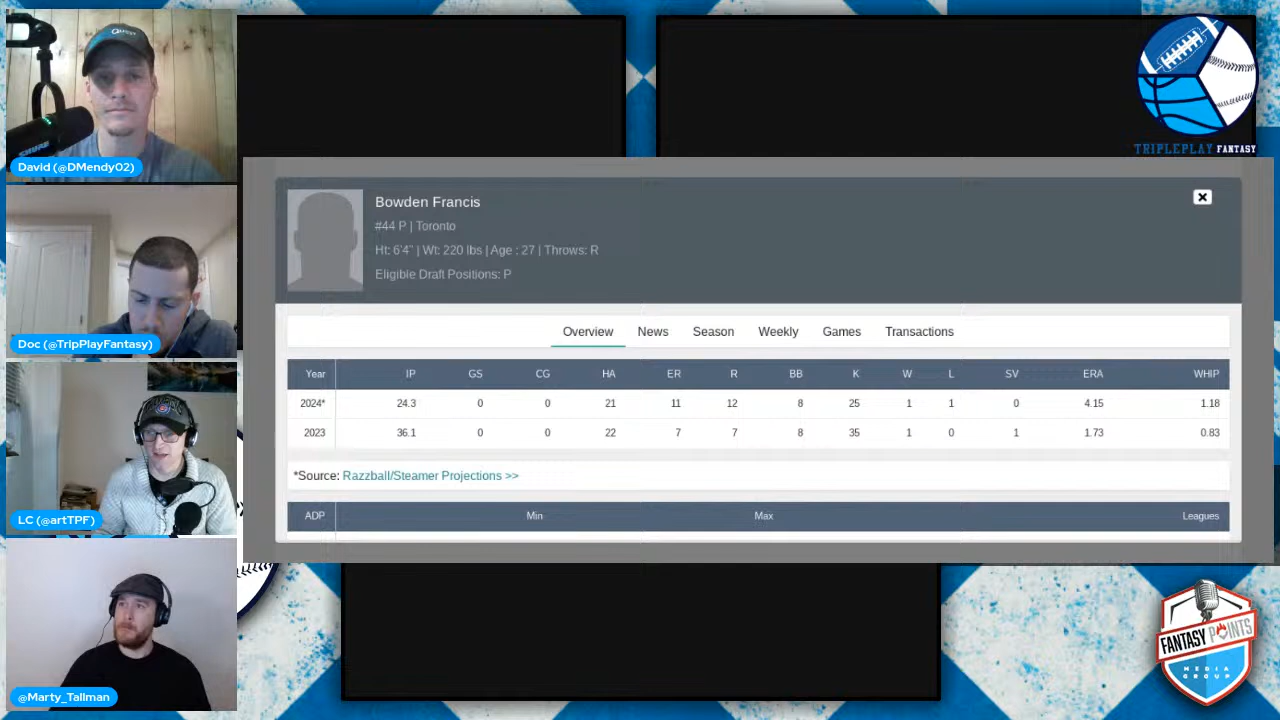 Quest
SHURE
David (@DMendy02)
Doc (@TripPlayFantasy)
LC (@artTPF)
@Marty_Tallman
TRIPLEPLAY FANTASY
Bowden Francis
#44 P | Toronto
Ht: 6'4" | Wt: 220 lbs | Age : 27 | Throws: R
Eligible Draft Positions: P
Overview News Season Weekly Games Transactions
Year IP GS CG HA ER R BB K W L SV ERA WHIP
2024* 24.3 0 0 21 11 12 8 25 1 1 0 4.15 1.18
2023 36.1 0 0 22 7 7 8 35 1 0 1 1.73 0.83
*Source: Razzball/Steamer Projections >>
ADP Min Max Leagues
FANTASY POINTS
MEDIA
GROUP